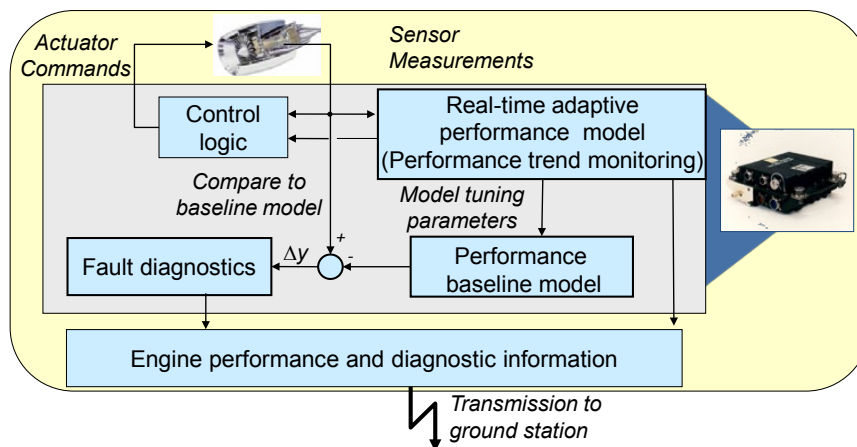 Actuator
Commands
Sensor
Measurements
Control
logic
Real-time adaptive
performance model
(Performance trend monitoring)
Compare to
baseline model
Model tuning
parameters
+
-
Δy
Fault diagnostics
Performance
baseline model
Engine performance and diagnostic information
Transmission to
ground station